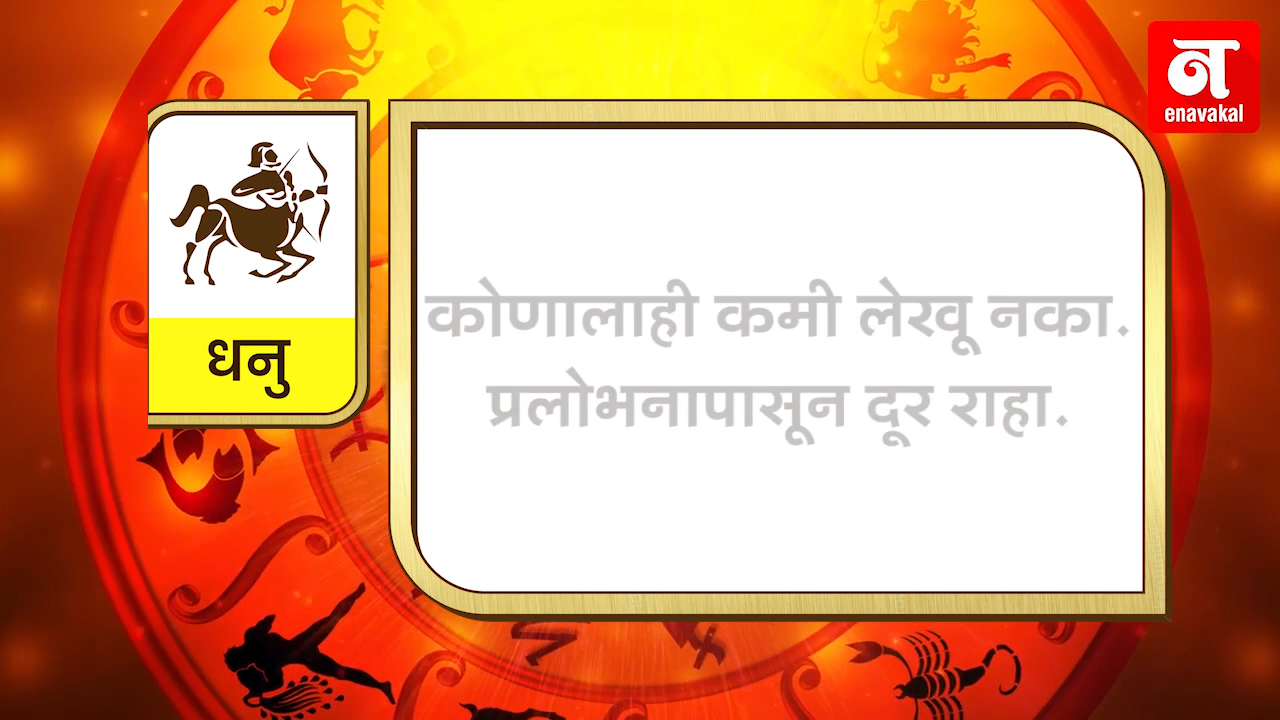 न
enavakal
धनु
कोणालाही कमी लेखू नका.
प्रलोभनापासून दूर राहा.